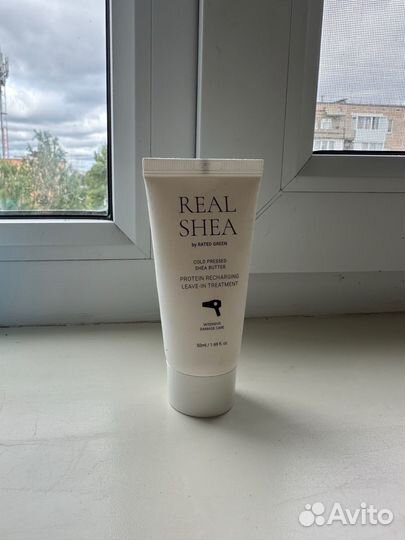 REAL
SHEA
by RATED GREEN
COLD PRESSED
SHEA BUTTER
PROTEIN RECHARGING
LEAVE-IN TREATMENT
INTENSIVE
DAMAGE CARE
50ml / 1.69 fl. oz
Avito